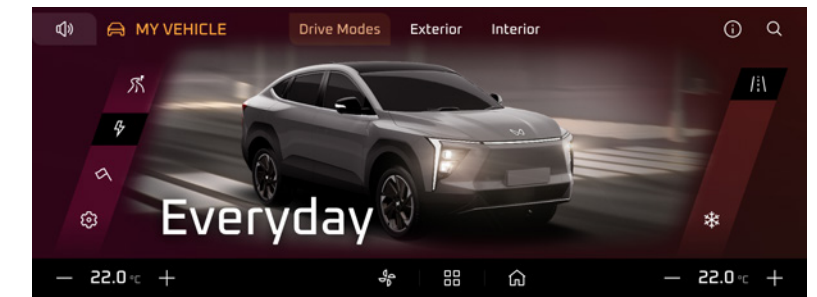 MY VEHICLE
Drive Modes Exterior Interior
Everyday
22.0 °C
22.0 °C